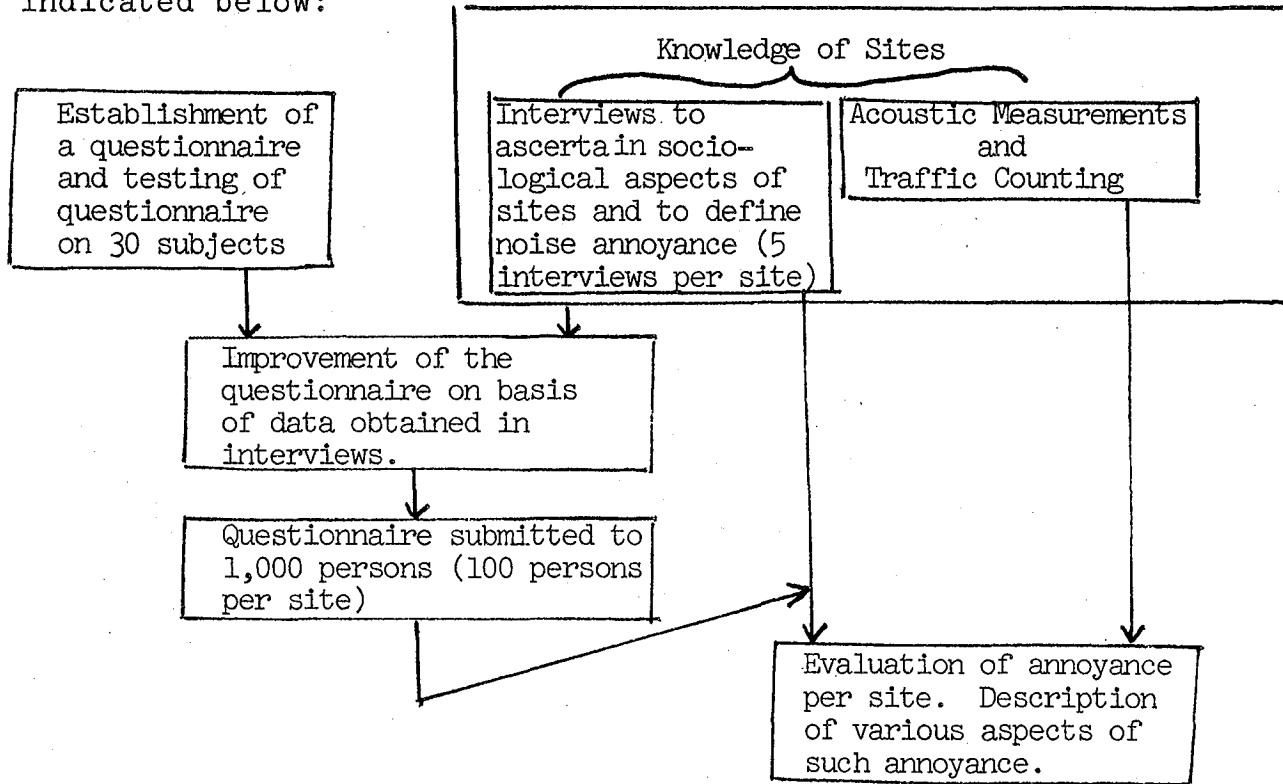 indicated below:
Knowledge of Sites
Establishment of
a questionnaire
and testing of
questionnaire
on 30 subjects
Interviews to
ascertain socio-
logical aspects of
sites and to define
noise annoyance (5
interviews per site)
Acoustic Measurements
and
Traffic Counting
Improvement of the
questionnaire on basis
of data obtained in
interviews.
Questionnaire submitted to
1,000 persons (100 persons
per site)
Evaluation of annoyance
per site. Description
of various aspects of
such annoyance.